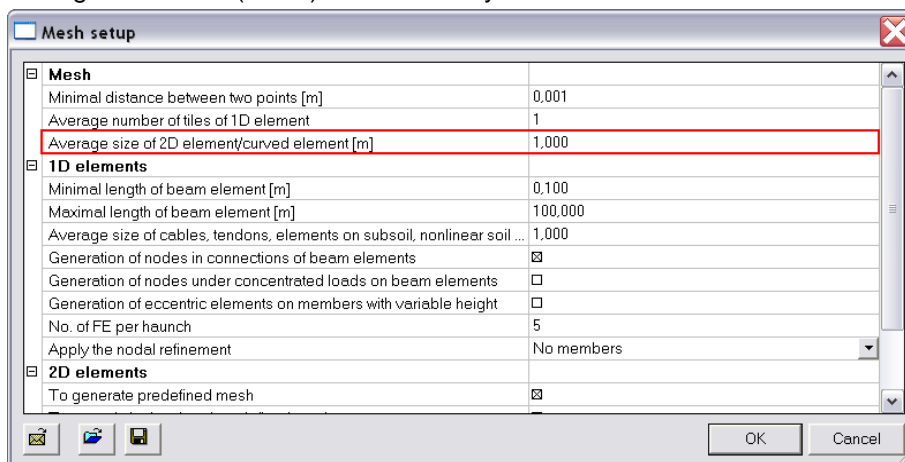 Mesh setup
Mesh
Minimal distance between two points [m] 0,001
Average number of tiles of 1D element 1
Average size of 2D element/curved element [m] 1,000
1D elements
Minimal length of beam element [m] 0,100
Maximal length of beam element [m] 100,000
Average size of cables, tendons, elements on subsoil, nonlinear soil ... 1,000
Generation of nodes in connections of beam elements
Generation of nodes under concentrated loads on beam elements
Generation of eccentric elements on members with variable height
No. of FE per haunch 5
Apply the nodal refinement No members
2D elements
To generate predefined mesh
OK Cancel